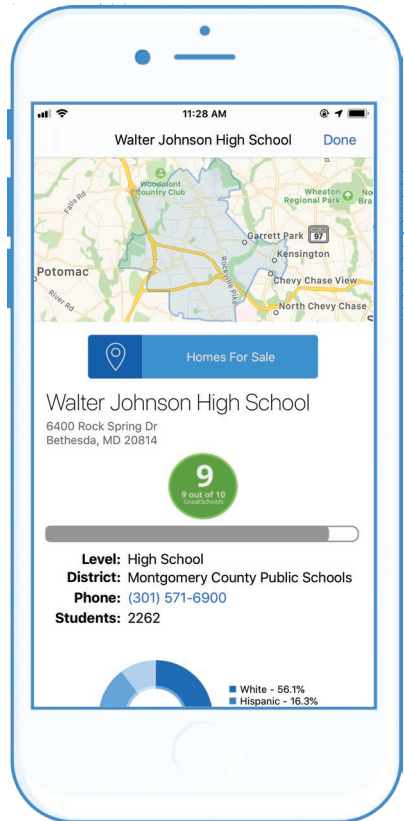 11:28 AM
Walter Johnson High School Done
Falls Rd
Woodmont
Country Club
Wheaton
Regional Park
No
Bra
Garrett Park
97
Kensington
Potomac
Rockville Pike
Chevy Chase View
River Rd
North Chevy Chase
Homes For Sale
Walter Johnson High School
6400 Rock Spring Dr
Bethesda, MD 20814
9
9 out of 10
GreatSchools
Level: High School
District: Montgomery County Public Schools
Phone: (301) 571-6900
Students: 2262
White - 56.1%
Hispanic - 16.3%